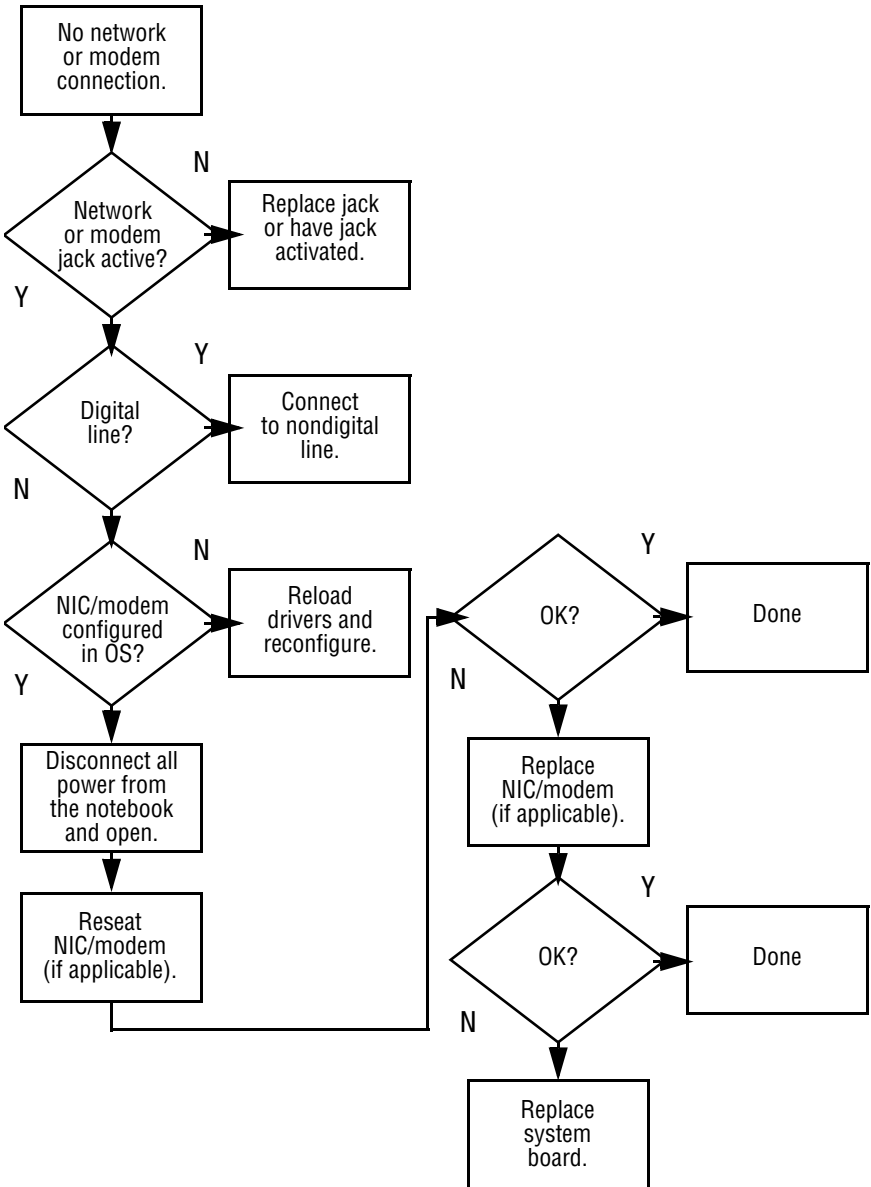 No network
or modem
connection.
N
Network
or modem
jack active?
Replace jack
or have jack
activated.
Y
Y
Digital
line?
Connect
to nondigital
line.
N
N
NIC/modem
configured
in OS?
Reload
drivers and
reconfigure.
Y
Disconnect all
power from
the notebook
and open.
Reseat
NIC/modem
(if applicable).
Y
OK?
Done
N
Replace
NIC/modem
(if applicable).
Y
OK?
Done
N
Replace
system
board.